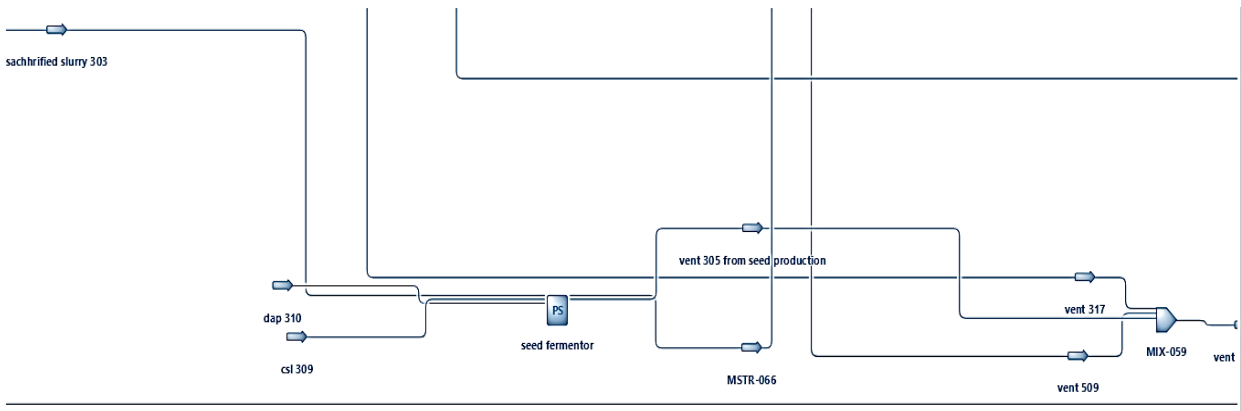 sachhrified slurry 303
vent 305 from seed production
dap 310
PS
vent 317
seed fermentor
MIX-059
vent
csl 309
MSTR-066
vent 509